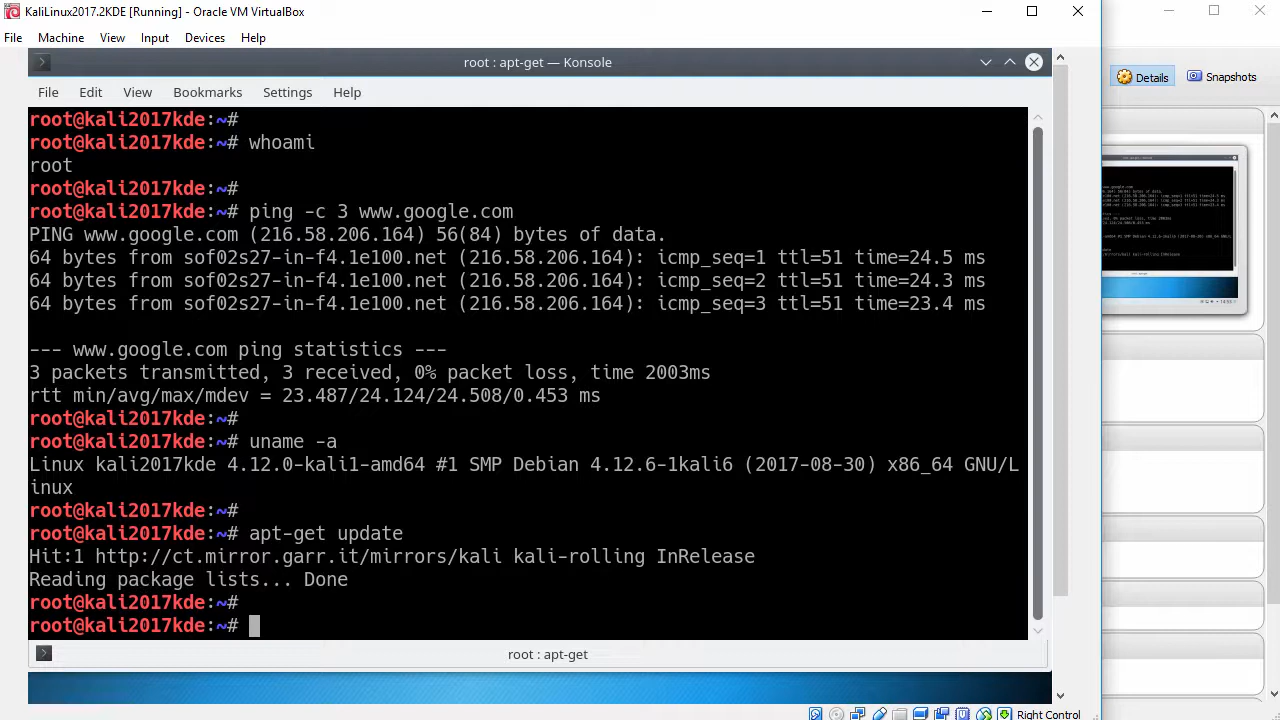 KaliLinux2017.2KDE [Running] - Oracle VM VirtualBox
File Machine View Input Devices Help
root : apt-get — Konsole
Details Snapshots
File Edit View Bookmarks Settings Help
root@kali2017kde:~#
root@kali2017kde:~# whoami
root
root@kali2017kde:~#
root@kali2017kde:~# ping -c 3 www.google.com
PING www.google.com (216.58.206.164) 56(84) bytes of data.
64 bytes from sof02s27-in-f4.1e100.net (216.58.206.164): icmp_seq=1 ttl=51 time=24.5 ms
64 bytes from sof02s27-in-f4.1e100.net (216.58.206.164): icmp_seq=2 ttl=51 time=24.3 ms
64 bytes from sof02s27-in-f4.1e100.net (216.58.206.164): icmp_seq=3 ttl=51 time=23.4 ms
--- www.google.com ping statistics ---
3 packets transmitted, 3 received, 0% packet loss, time 2003ms
rtt min/avg/max/mdev = 23.487/24.124/24.508/0.453 ms
root@kali2017kde:~#
root@kali2017kde:~# uname -a
Linux kali2017kde 4.12.0-kali1-amd64 #1 SMP Debian 4.12.6-1kali6 (2017-08-30) x86_64 GNU/L
inux
root@kali2017kde:~#
root@kali2017kde:~# apt-get update
Hit:1 http://ct.mirror.garr.it/mirrors/kali kali-rolling InRelease
Reading package lists... Done
root@kali2017kde:~#
root@kali2017kde:~#
root : apt-get
Right Control